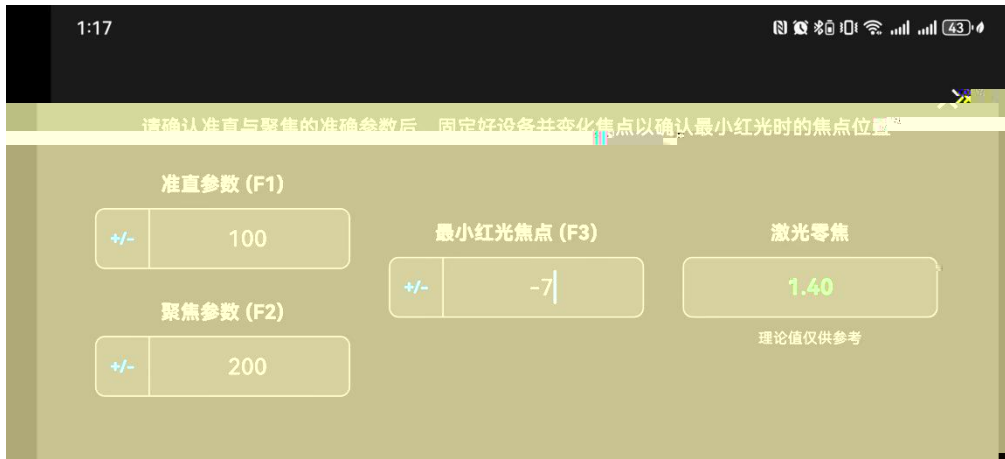 1:17
43
请确认准直与聚焦的准确参数后，固定好设备并变化焦点以确认最小红光时的焦点位置
准直参数 (F1)
+/- 100
聚焦参数 (F2)
+/- 200
最小红光焦点 (F3)
+/- -7
激光零焦
1.40
理论值仅供参考